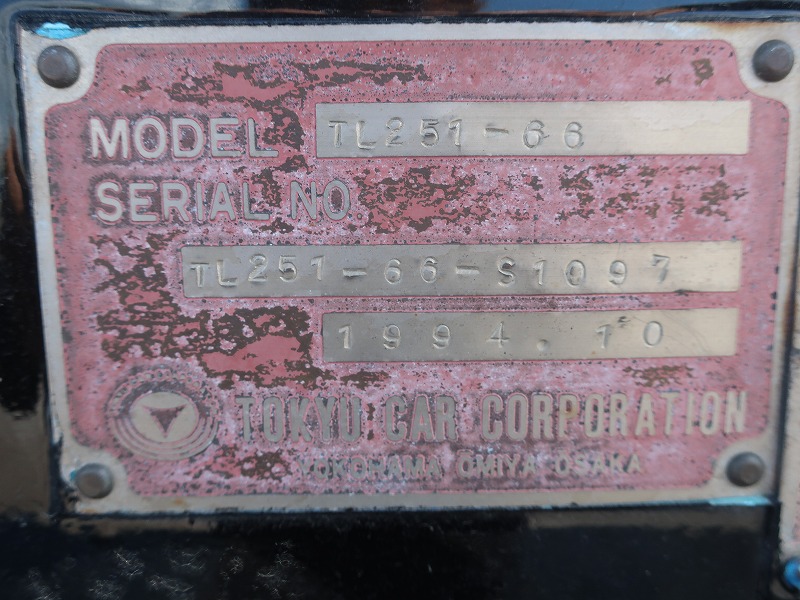 MODEL TL251-66
SERIAL NO.
TL251-66-S1097
1994.10
TOKYU CAR CORPORATION
YOKOHAMA OMIYA OSAKA